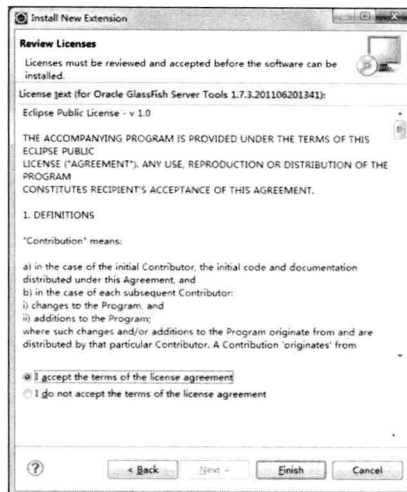 Install New Extension
Review Licenses
Licenses must be reviewed and accepted before the software can be
installed.
License text (for Oracle GlassFish Server Tools 1.7.3.201106201341):
Eclipse Public License - v 1.0
THE ACCOMPANYING PROGRAM IS PROVIDED UNDER THE TERMS OF THIS
ECLIPSE PUBLIC
LICENSE ("AGREEMENT"). ANY USE, REPRODUCTION OR DISTRIBUTION OF THE
PROGRAM
CONSTITUTES RECIPIENT'S ACCEPTANCE OF THIS AGREEMENT.
1. DEFINITIONS
"Contribution" means:
a) in the case of the initial Contributor, the initial code and documentation
distributed under this Agreement, and
b) in the case of each subsequent Contributor:
i) changes to the Program, and
ii) additions to the Program;
where such changes and/or additions to the Program originate from and are
distributed by that particular Contributor. A Contribution 'originates' from
I accept the terms of the license agreement
I do not accept the terms of the license agreement
? < Back Next > Finish Cancel